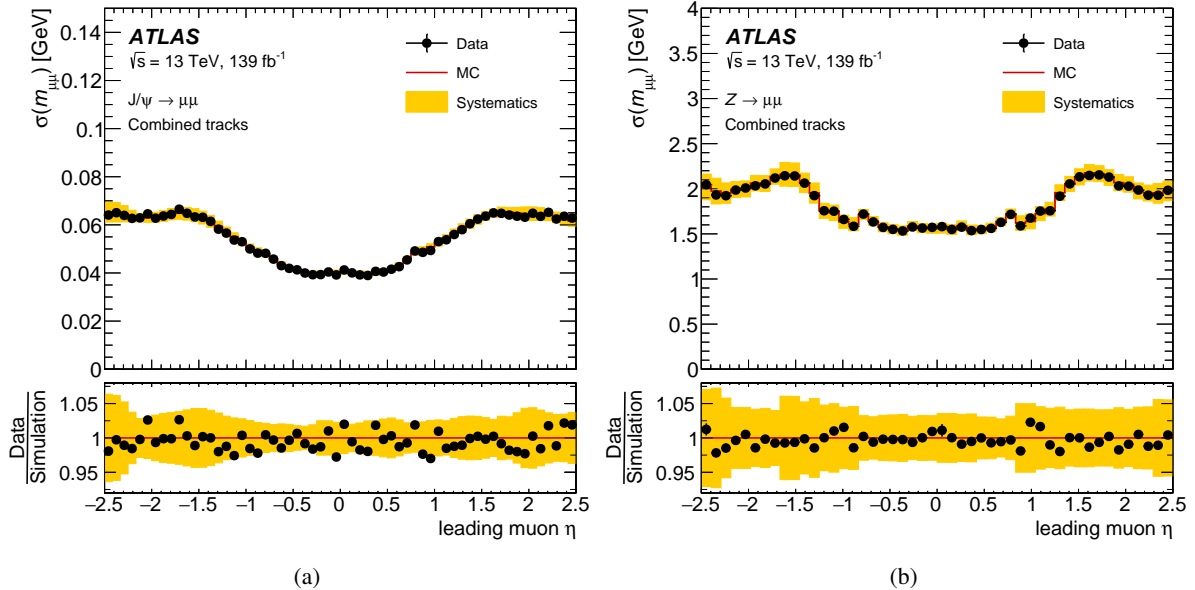 ATLAS
√s = 13 TeV, 139 fb⁻¹
J/ψ → μμ
Combined tracks
Data
MC
Systematics
σ(mμμ) [GeV]
0.14
0.12
0.1
0.08
0.06
0.04
0.02
0
Data
Simulation
1.05
1
0.95
−2.5 −2 −1.5 −1 −0.5 0 0.5 1 1.5 2 2.5
leading muon η
(a)
ATLAS
√s = 13 TeV, 139 fb⁻¹
Z → μμ
Combined tracks
Data
MC
Systematics
σ(mμμ) [GeV]
4
3.5
3
2.5
2
1.5
1
0.5
0
Data
Simulation
1.05
1
0.95
−2.5 −2 −1.5 −1 −0.5 0 0.5 1 1.5 2 2.5
leading muon η
(b)